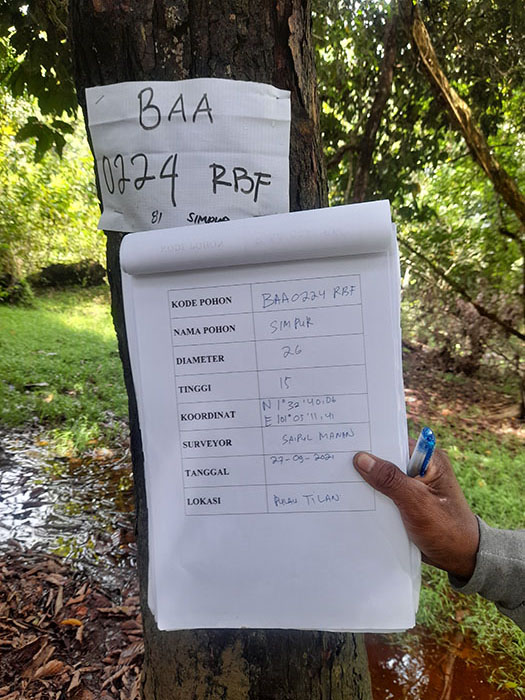 BAA
0224 RBF
81 SIMPUR
KODE POHON BAA0224 RBF
NAMA POHON SIMPUR
DIAMETER 26
TINGGI 15
KOORDINAT N 1°32'40,06
E 101°05'11,41
SURVEYOR SAIPUL MANAN
TANGGAL 27-09-2021
LOKASI PULAU TILAN